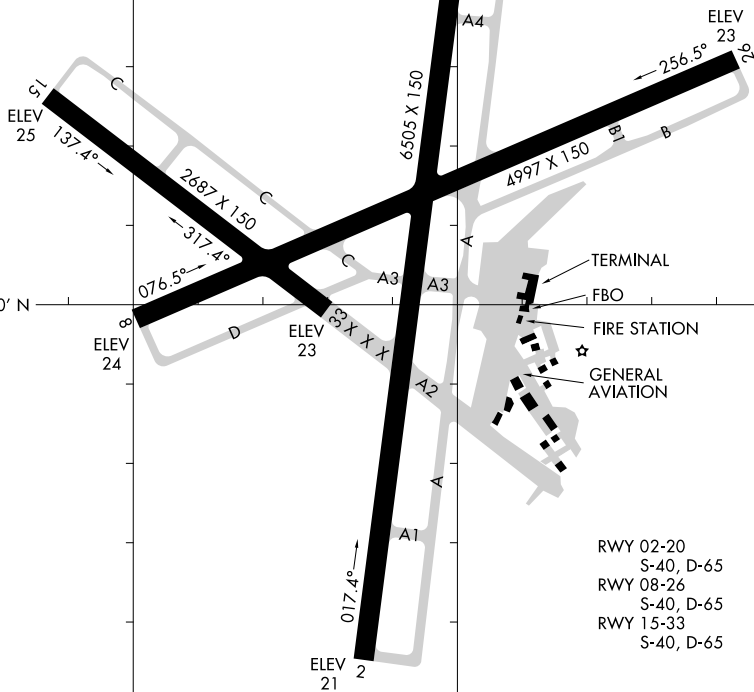 A4
ELEV
23
26
256.5°
15
C
ELEV
25
137.4°
6505 X 150
B1
B
4997 X 150
2687 X 150
C
317.4°
A
C
A3
A3
TERMINAL
076.5°
FBO
0' N
8
D
ELEV
23
33
X X X
FIRE STATION
ELEV
24
GENERAL
AVIATION
A2
A
A1
017.4°
RWY 02-20
S-40, D-65
RWY 08-26
S-40, D-65
RWY 15-33
S-40, D-65
ELEV
21
2